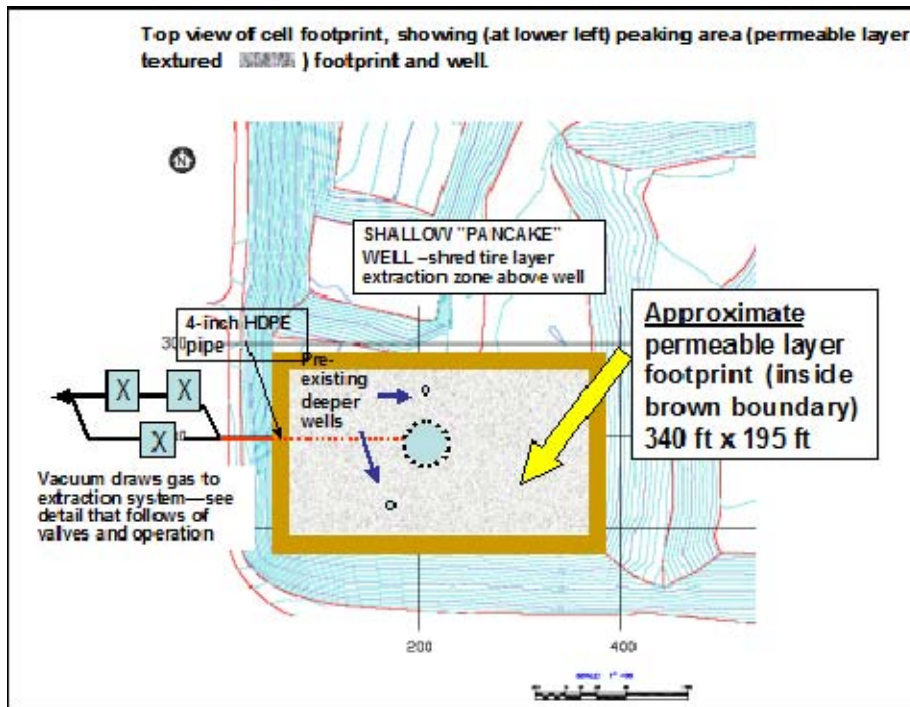 Top view of cell footprint, showing (at lower left) peaking area (permeable layer
textured ) footprint and well.
N
SHALLOW "PANCAKE"
WELL –shred tire layer
extraction zone above well
4-inch HDPE
pipe
300
Pre-
existing
deeper
wells
Approximate
permeable layer
footprint (inside
brown boundary)
340 ft x 195 ft
X
X
X
Vacuum draws gas to
extraction system—see
detail that follows of
valves and operation
200
400